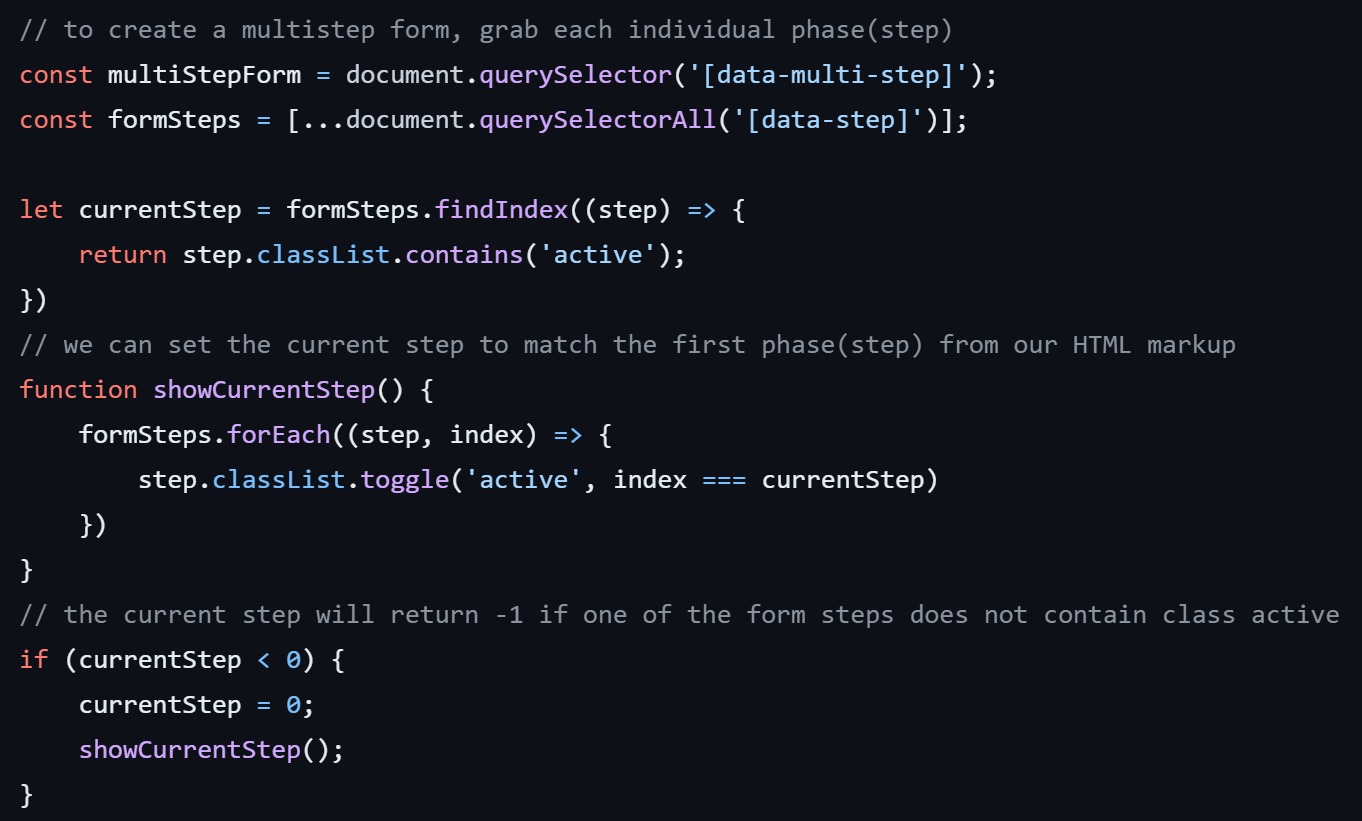 // to create a multistep form, grab each individual phase(step)
const multiStepForm = document.querySelector('[data-multi-step]');
const formSteps = [...document.querySelectorAll('[data-step]')];

let currentStep = formSteps.findIndex((step) => {
    return step.classList.contains('active');
})
// we can set the current step to match the first phase(step) from our HTML markup
function showCurrentStep() {
    formSteps.forEach((step, index) => {
        step.classList.toggle('active', index === currentStep)
    })
}
// the current step will return -1 if one of the form steps does not contain class active
if (currentStep < 0) {
    currentStep = 0;
    showCurrentStep();
}